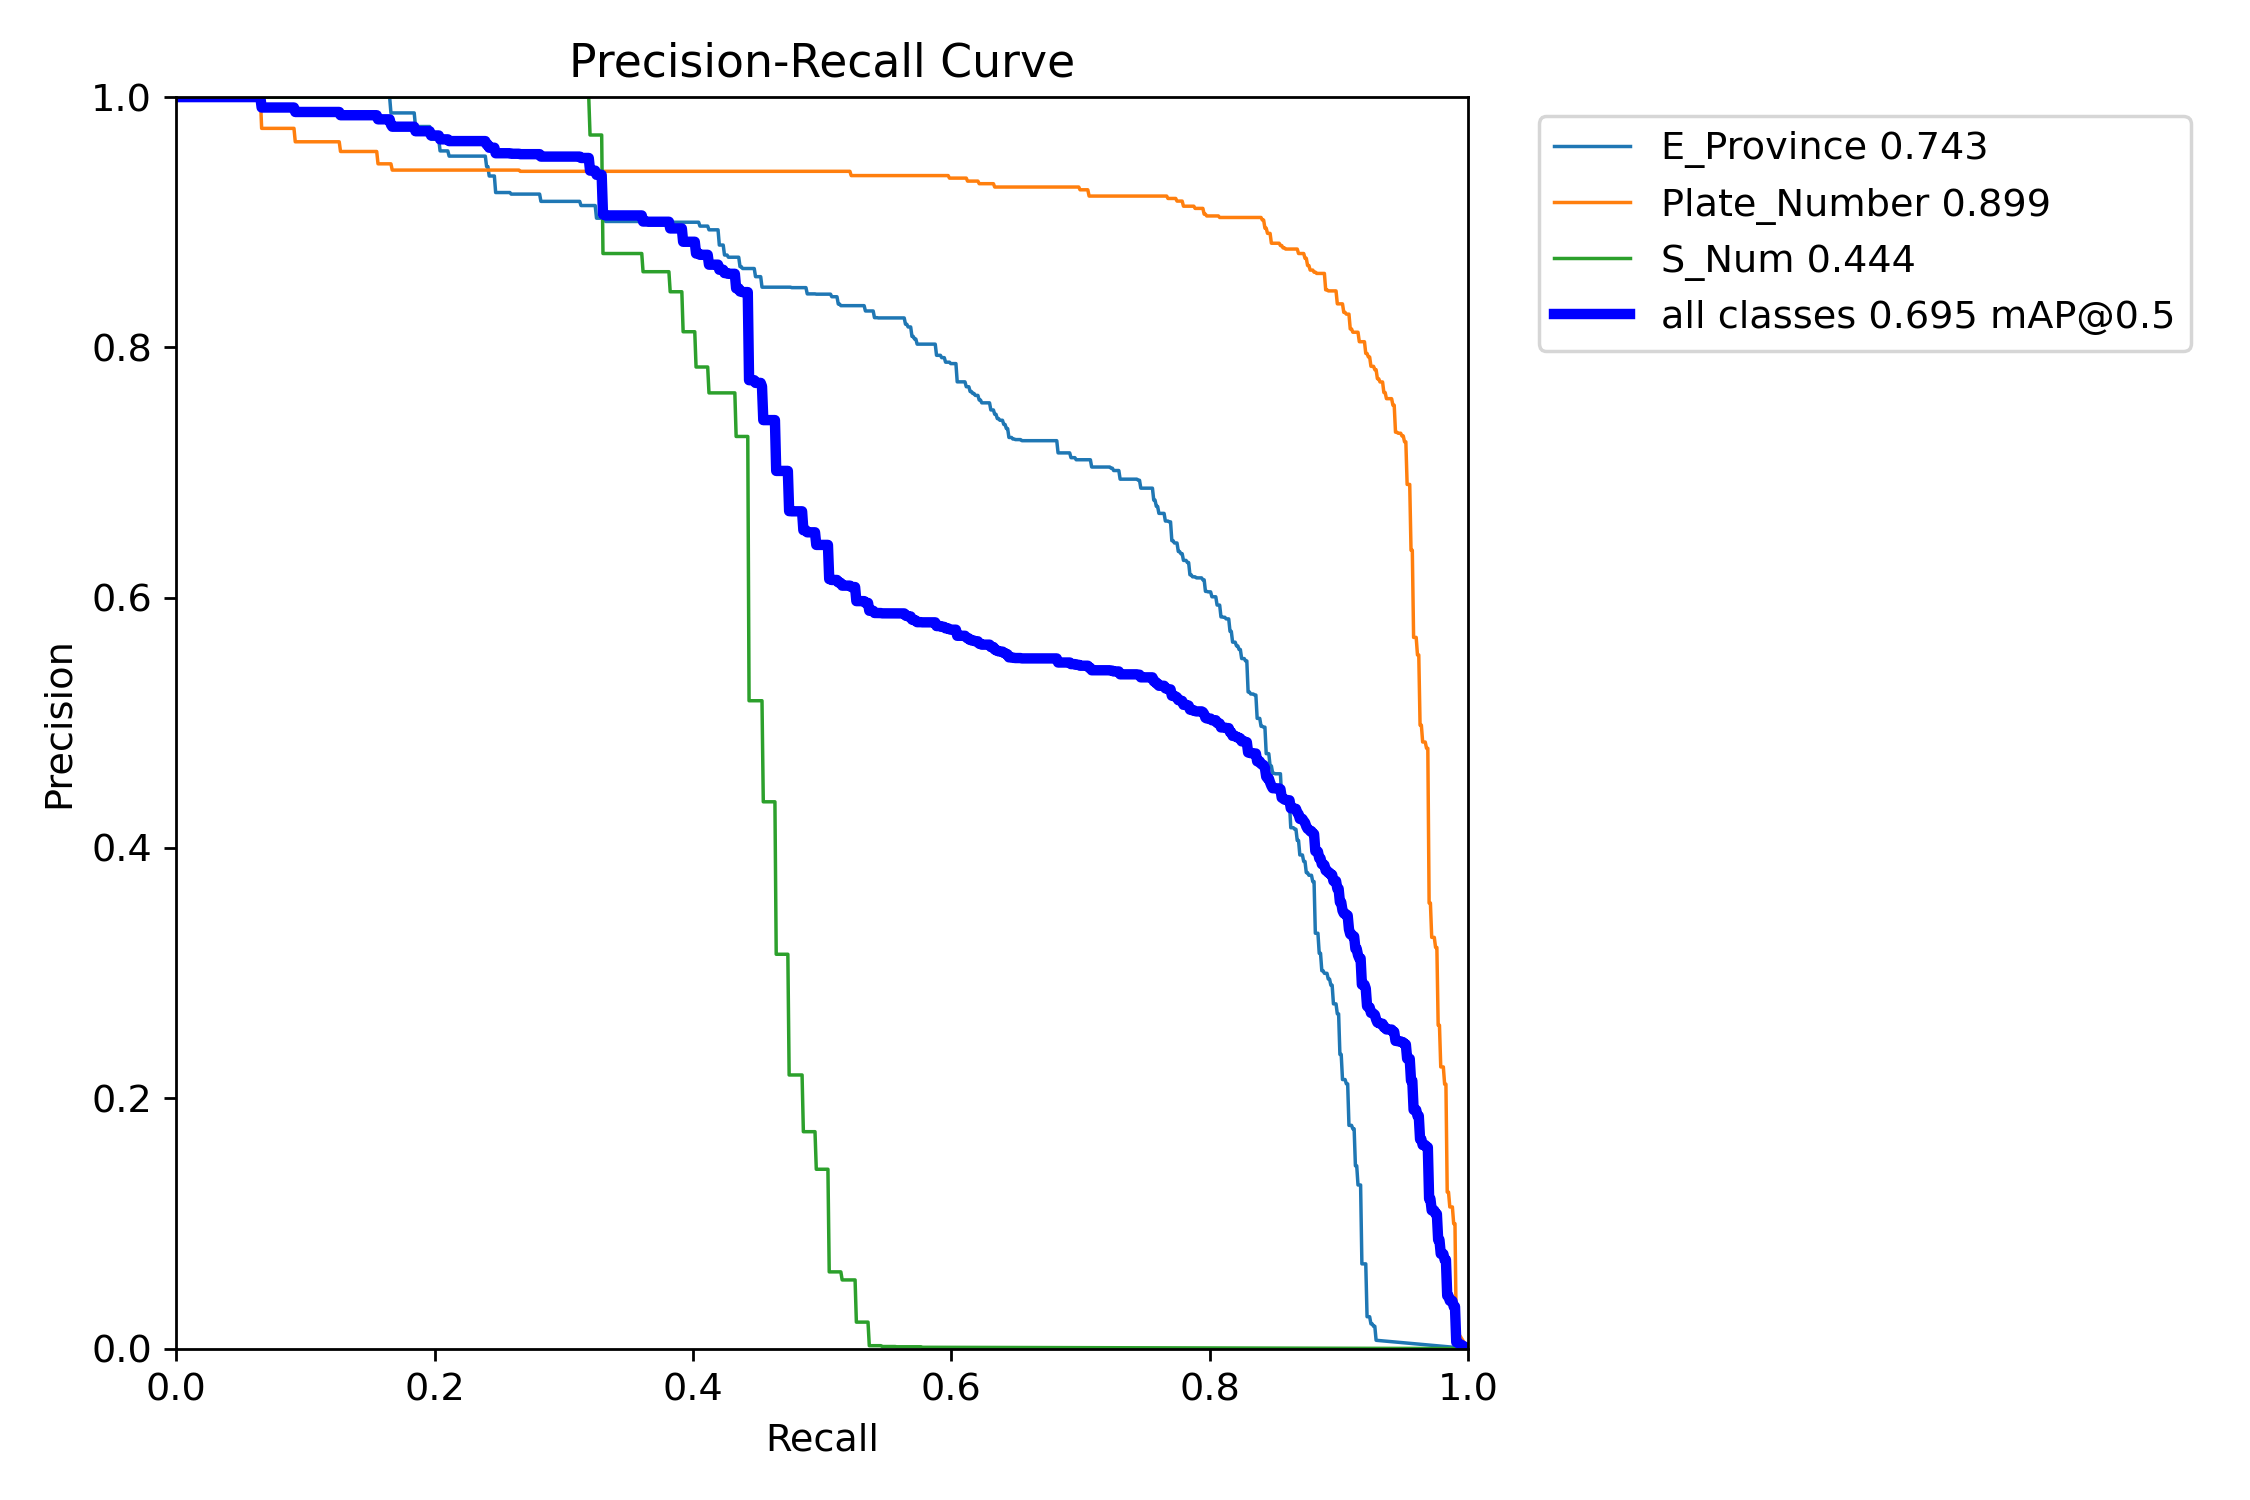 Precision-Recall Curve
1.0
0.8
0.6
0.4
0.2
0.0
Precision
0.0 0.2 0.4 0.6 0.8 1.0
Recall
E_Province 0.743
Plate_Number 0.899
S_Num 0.444
all classes 0.695 mAP@0.5